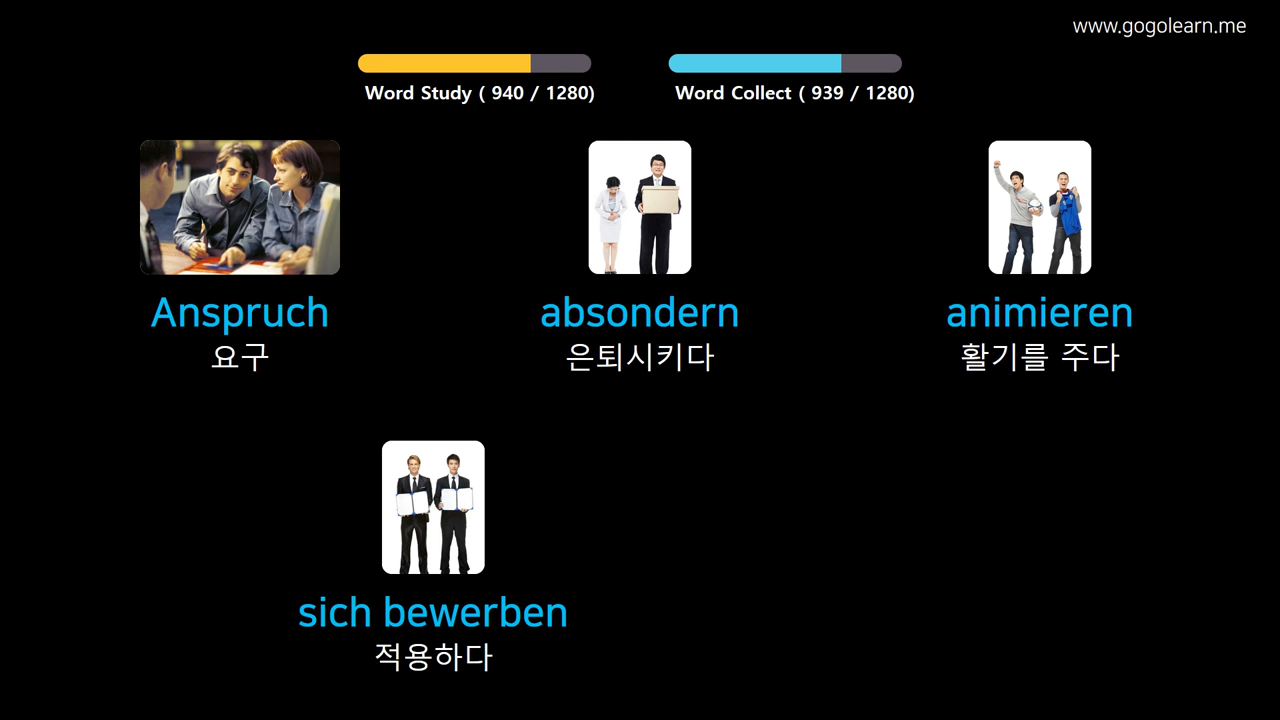 www.gogolearn.me
Word Study ( 940 / 1280)
Word Collect ( 939 / 1280)
Anspruch
요구
absondern
은퇴시키다
animieren
활기를 주다
sich bewerben
적용하다